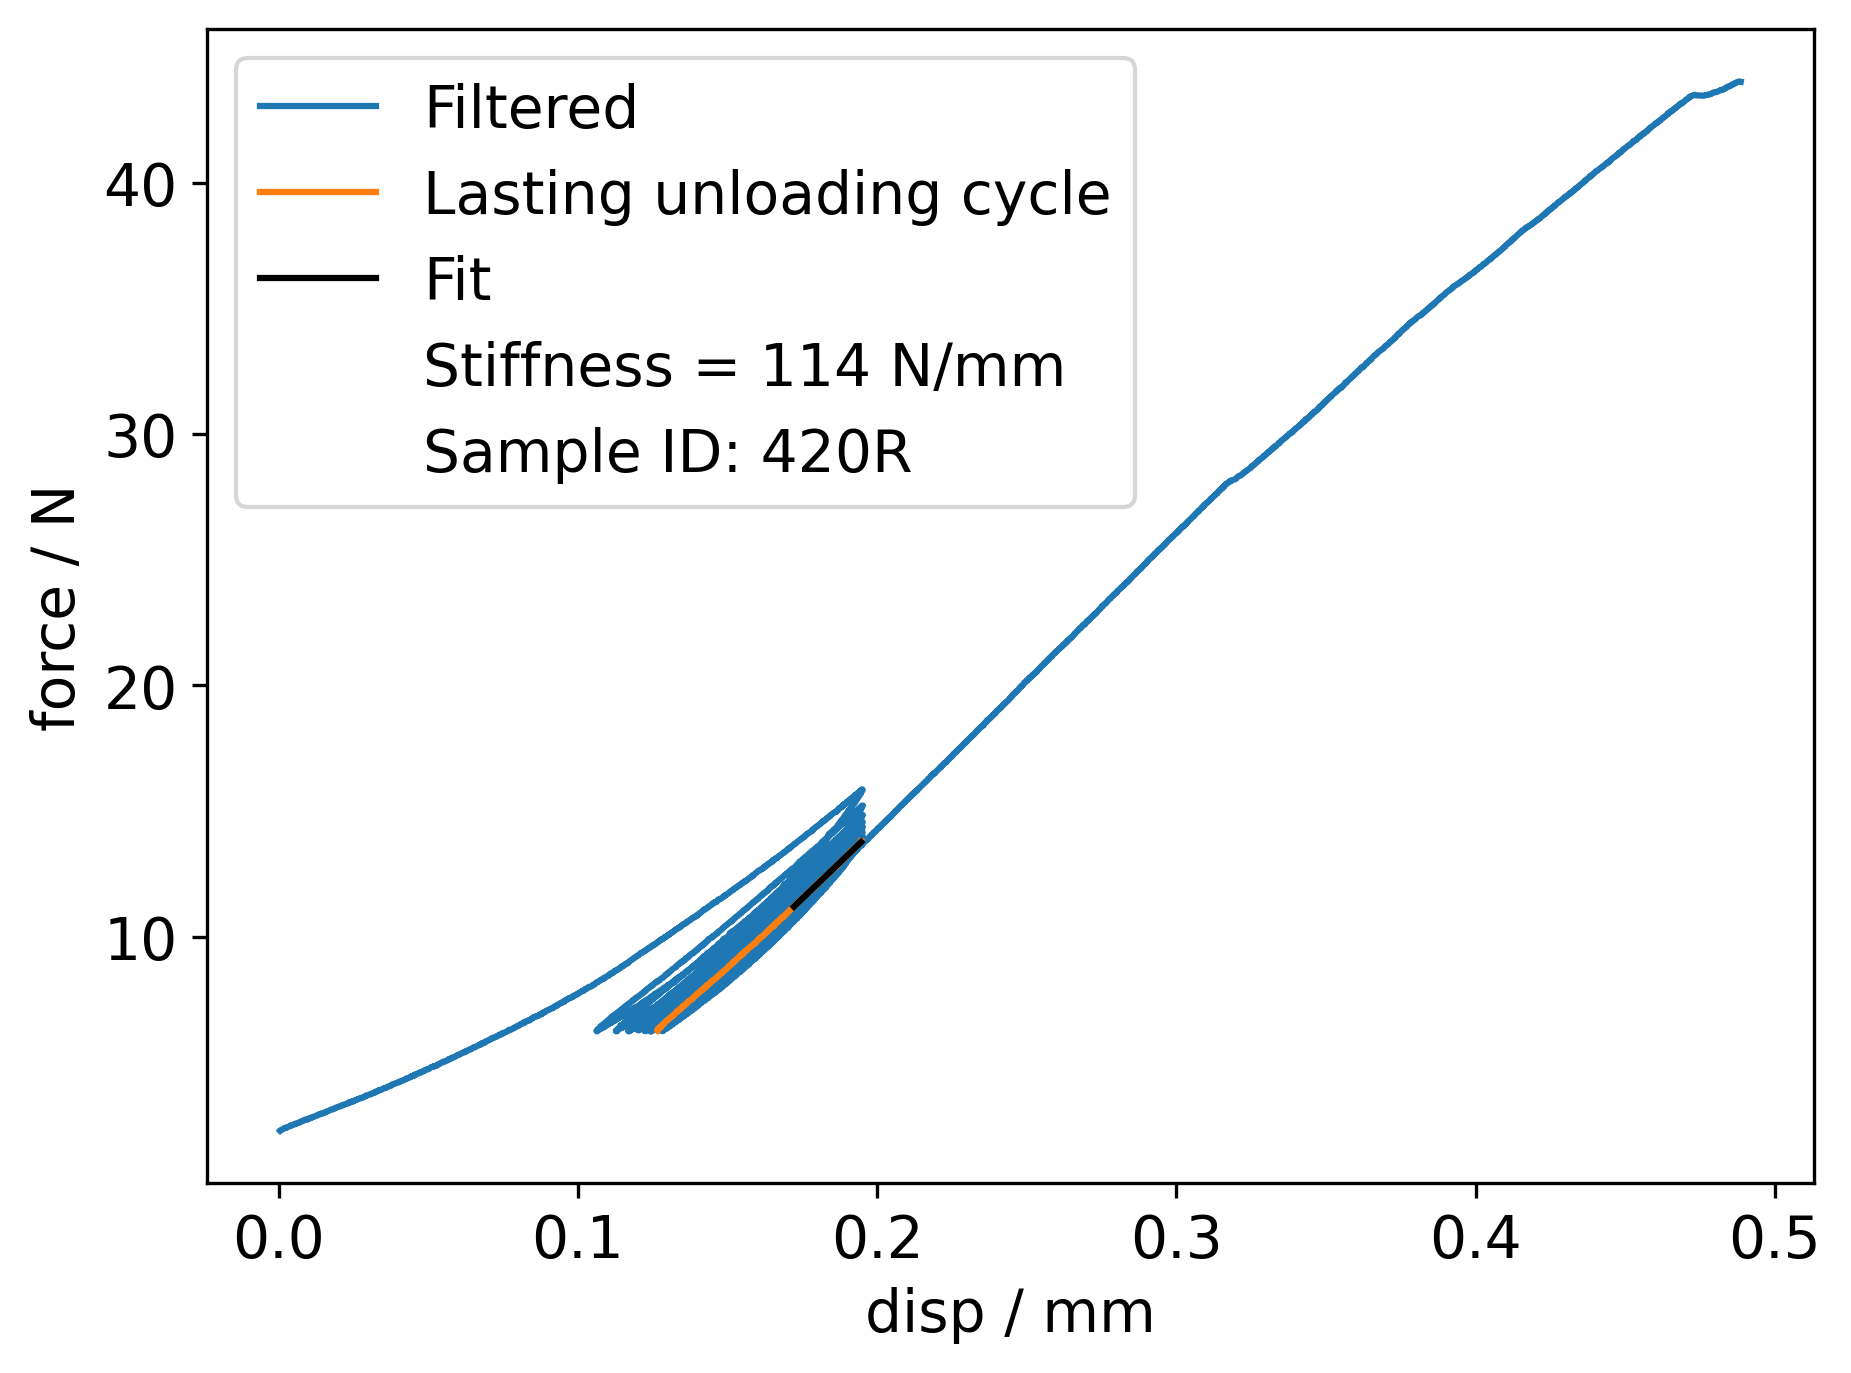 Filtered
Lasting unloading cycle
Fit
Stiffness = 114 N/mm
Sample ID: 420R
40
30
20
10
force / N
0.0 0.1 0.2 0.3 0.4 0.5
disp / mm